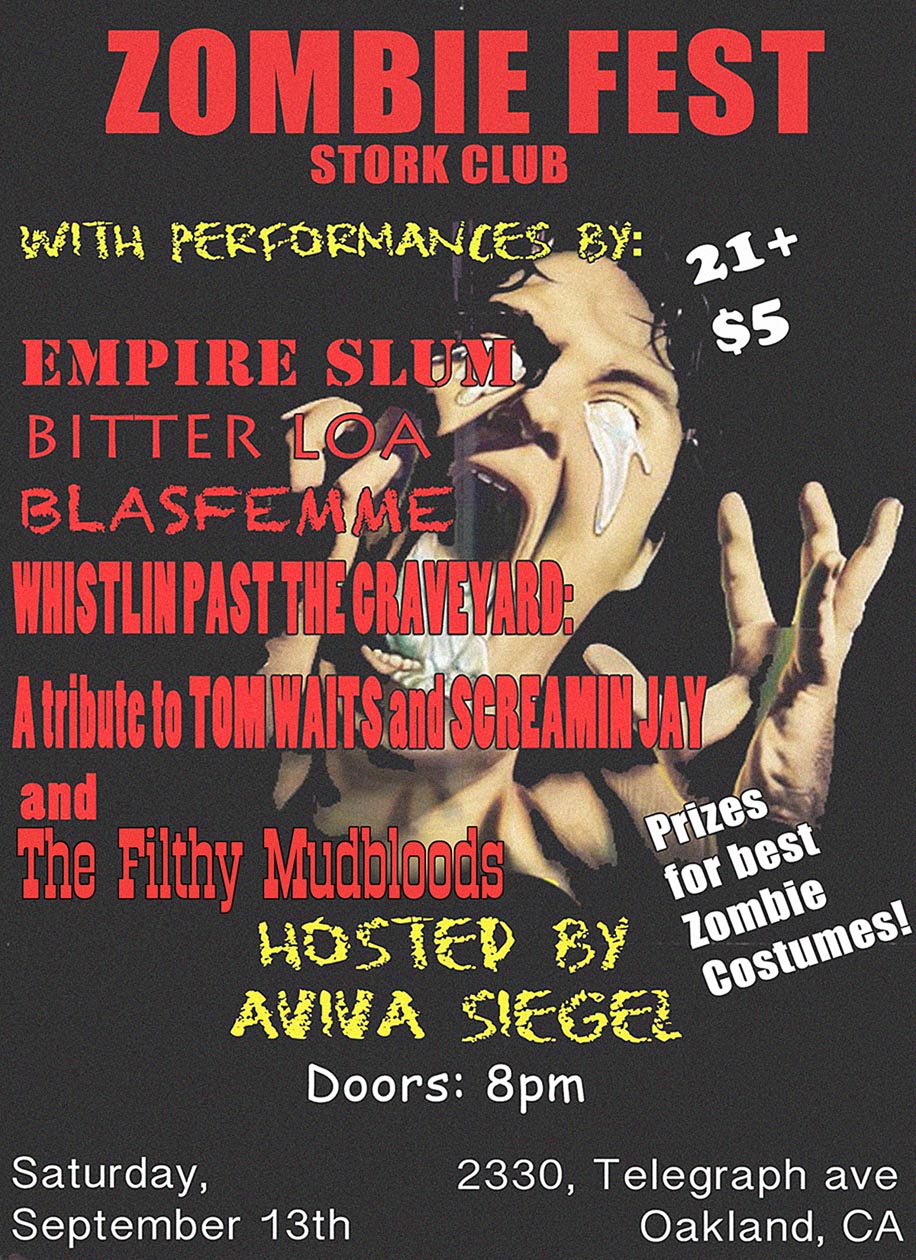 ZOMBIE FEST
STORK CLUB
WITH PERFORMANCES BY:
21+
$5
EMPIRE SLUM
BITTER LOA
BLASFEMME
WHISTLIN PAST THE GRAVEYARD:
A tribute to TOM WAITS and SCREAMIN JAY
and
The Filthy Mudbloods
Prizes
for best
Zombie
Costumes!
HOSTED BY
AVIVA SIEGEL
Doors: 8pm
Saturday,
September 13th
2330, Telegraph ave
Oakland, CA